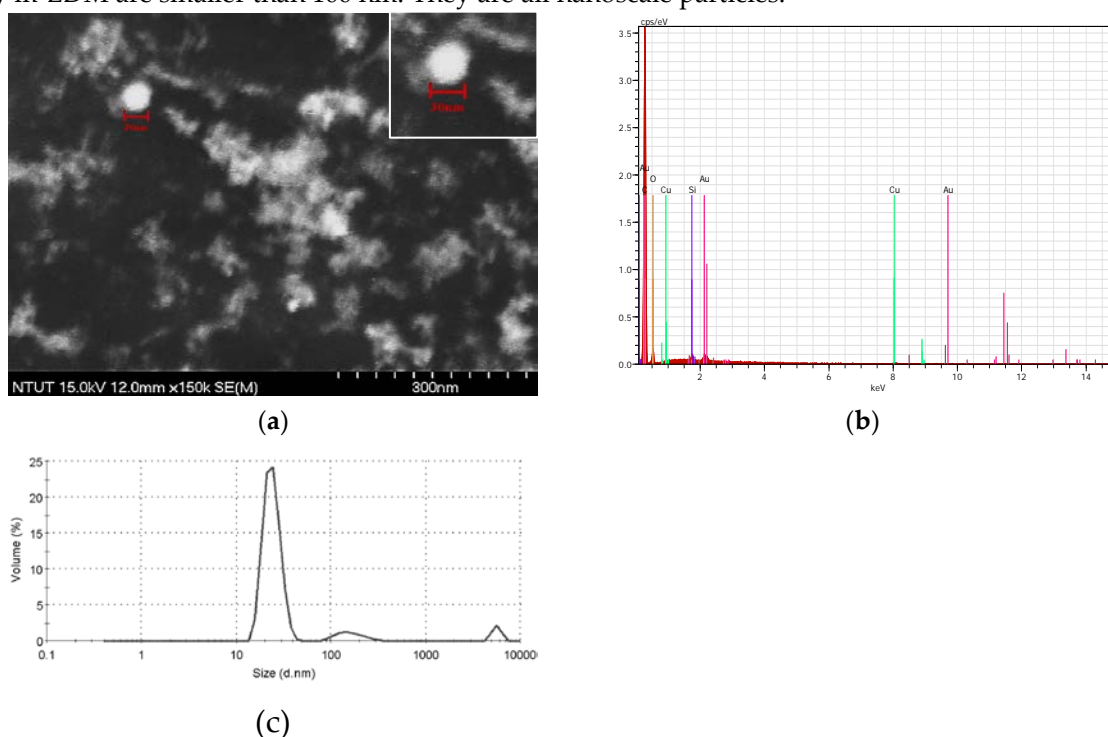 in-EDM are smaller than 100 nm. They are all nanoscale particles.
30nm
NTUT 15.0kV 12.0mm x150k SE(M) 300nm
(a)
cps/eV
3.5
3.0
2.5
2.0
1.5
1.0
0.5
0.0
Au
O
C
Cu
Si
Au
Cu
Au
2 4 6 8 10 12 14
keV
(b)
25
20
15
10
5
0
Volume (%)
0.1 1 10 100 1000 10000
Size (d.nm)
(c)